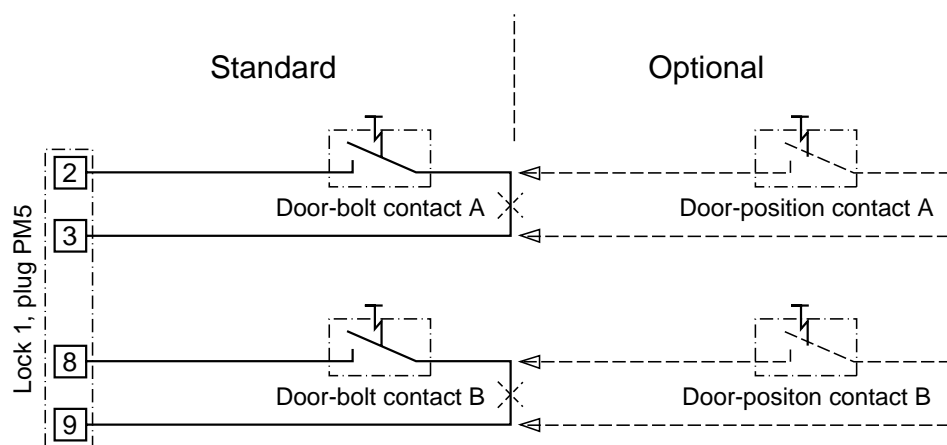 Standard
Optional
Lock 1, plug PM5
2
Door-bolt contact A
Door-position contact A
3
8
Door-bolt contact B
Door-positon contact B
9